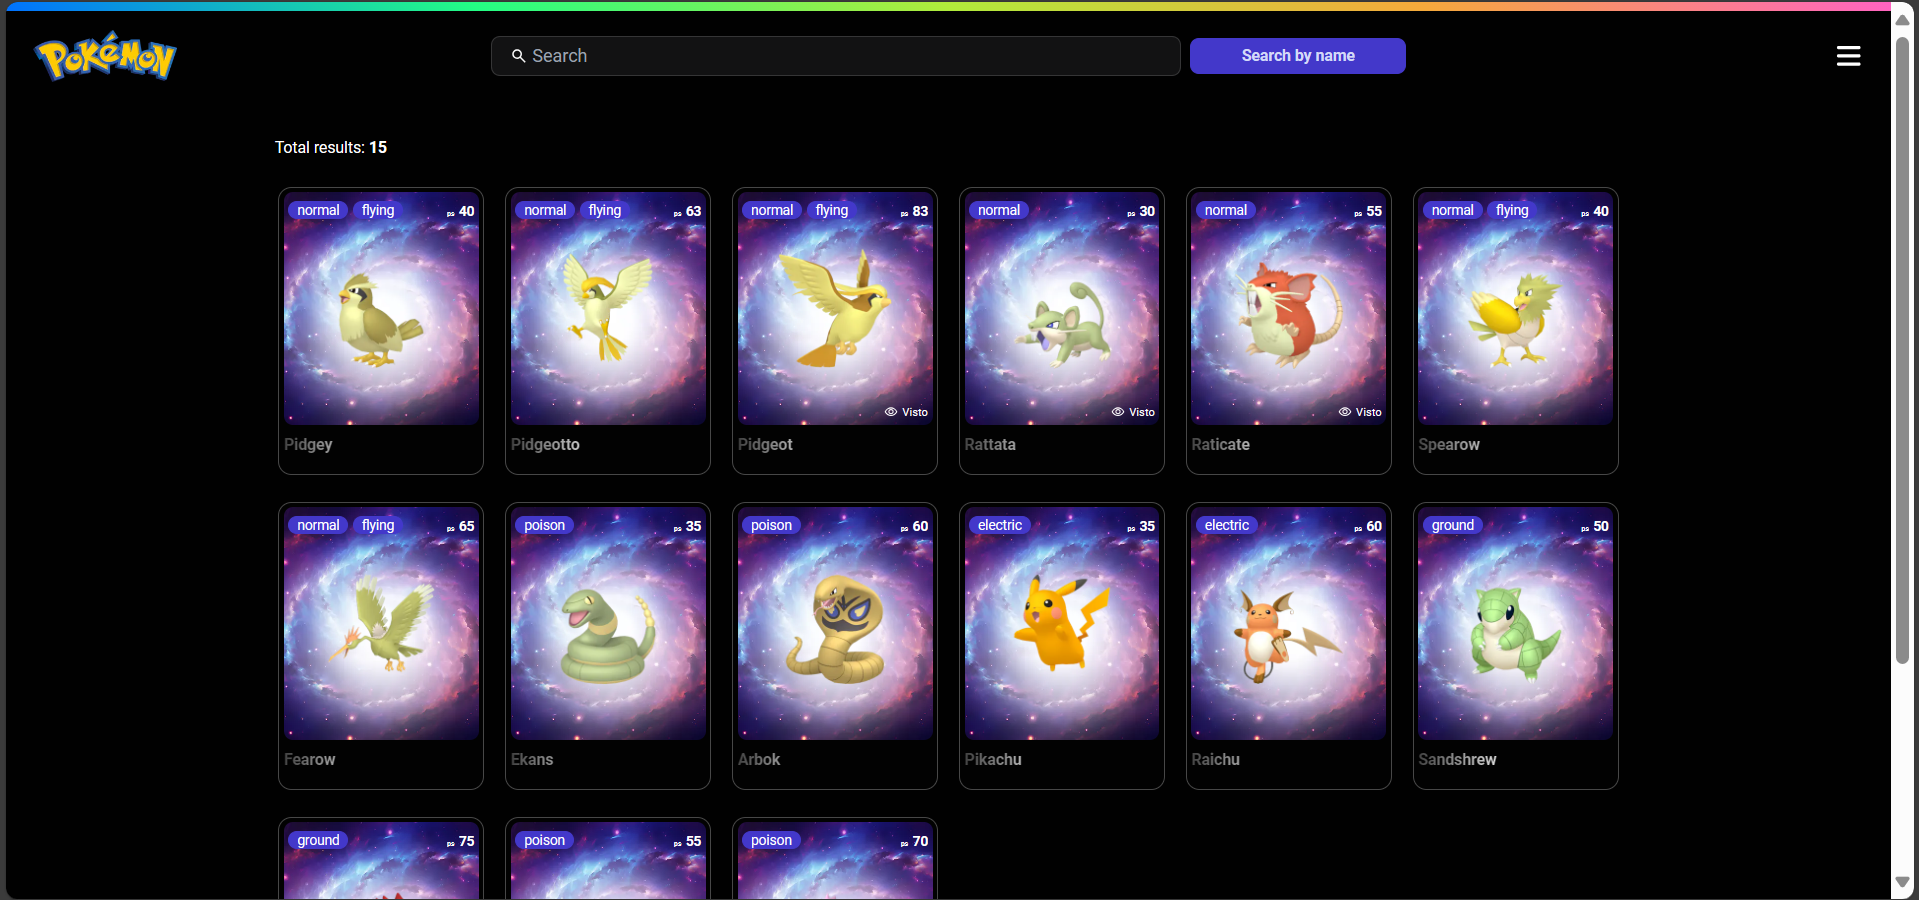 POKéMON
Search
Search by name
Total results: 15
normal flying ps 40
normal flying ps 63
normal flying ps 83
normal ps 30
normal ps 55
normal flying ps 40
Visto
Visto
Visto
Pidgey
Pidgeotto
Pidgeot
Rattata
Raticate
Spearow
normal flying ps 65
poison ps 35
poison ps 60
electric ps 35
electric ps 60
ground ps 50
Fearow
Ekans
Arbok
Pikachu
Raichu
Sandshrew
ground ps 75
poison ps 55
poison ps 70